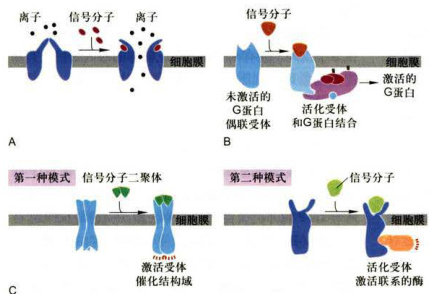 离子 信号分子 离子
细胞膜
A
信号分子
细胞膜
未激活的
G蛋白
偶联受体
活化受体
和G蛋白结合
激活的
G蛋白
B
第一种模式
信号分子二聚体
细胞膜
激活受体
催化结构域
第二种模式
信号分子
细胞膜
活化受体
激活联系的酶
C